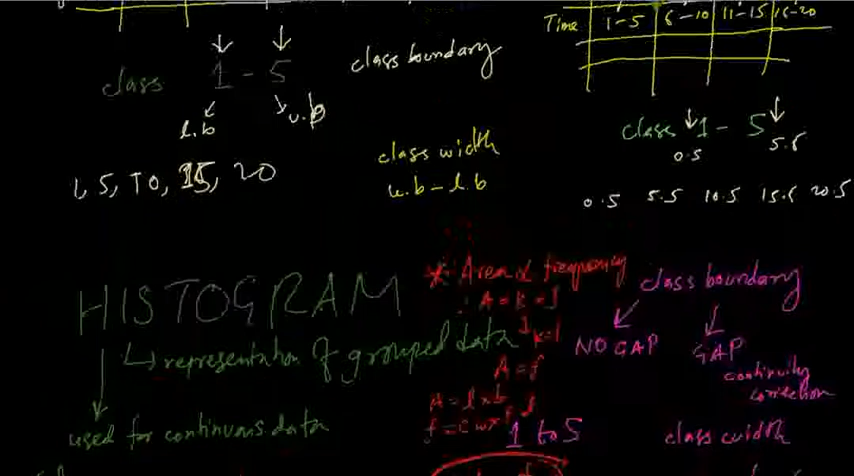 Time 1-5 6-10 11-15 16-20
class 1 - 5
class boundary
l.b
u.b
class width
u.b - l.b
1, 5, 10, 15, 20
class 1 - 5
0.5 5.5
0.5 5.5 10.5 15.5 20.5
HISTOGRAM
representation of grouped data
used for continuous data
Area ∝ frequency
k=1
A = f
A = l x b
1 to 5
class boundary
NO GAP
GAP
continuity
correction
class width